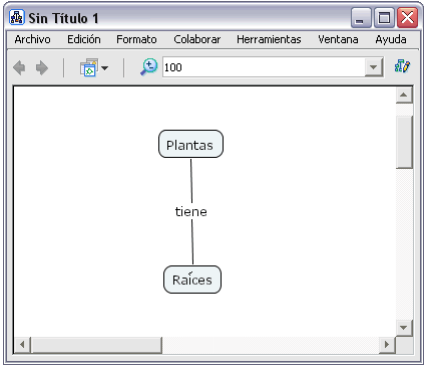 Sin Título 1
Archivo Edición Formato Colaborar Herramientas Ventana Ayuda
100
Plantas
tiene
Raíces